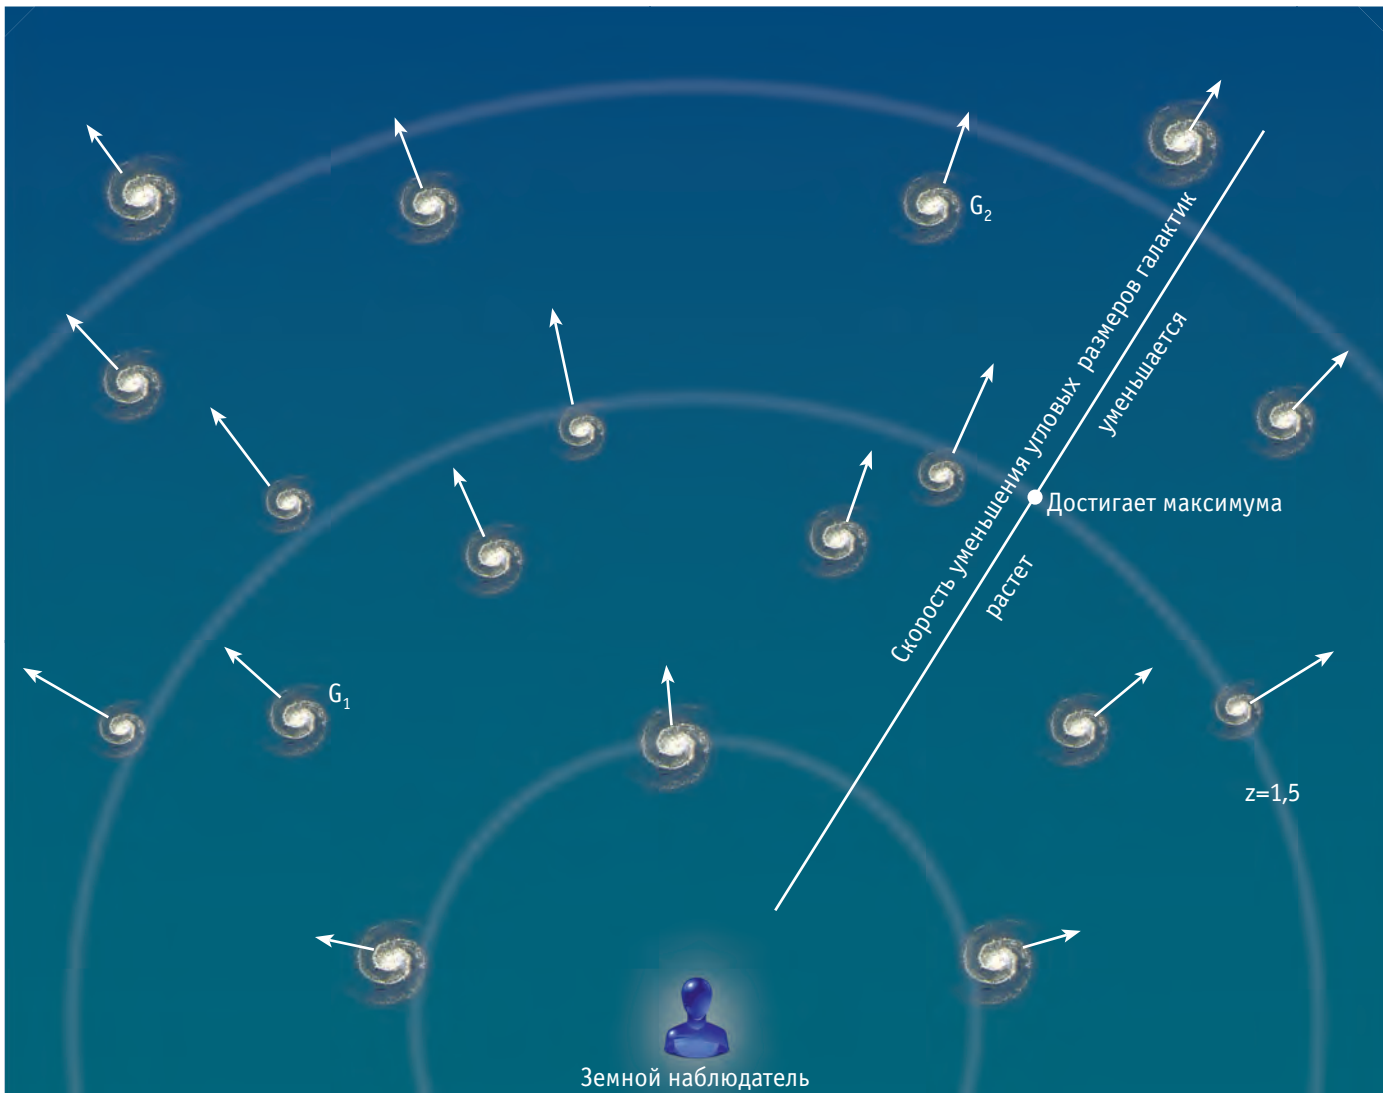 G₂
Скорость уменьшения угловых размеров галактик
уменьшается
Достигает максимума
растет
G₁
z=1,5
Земной наблюдатель